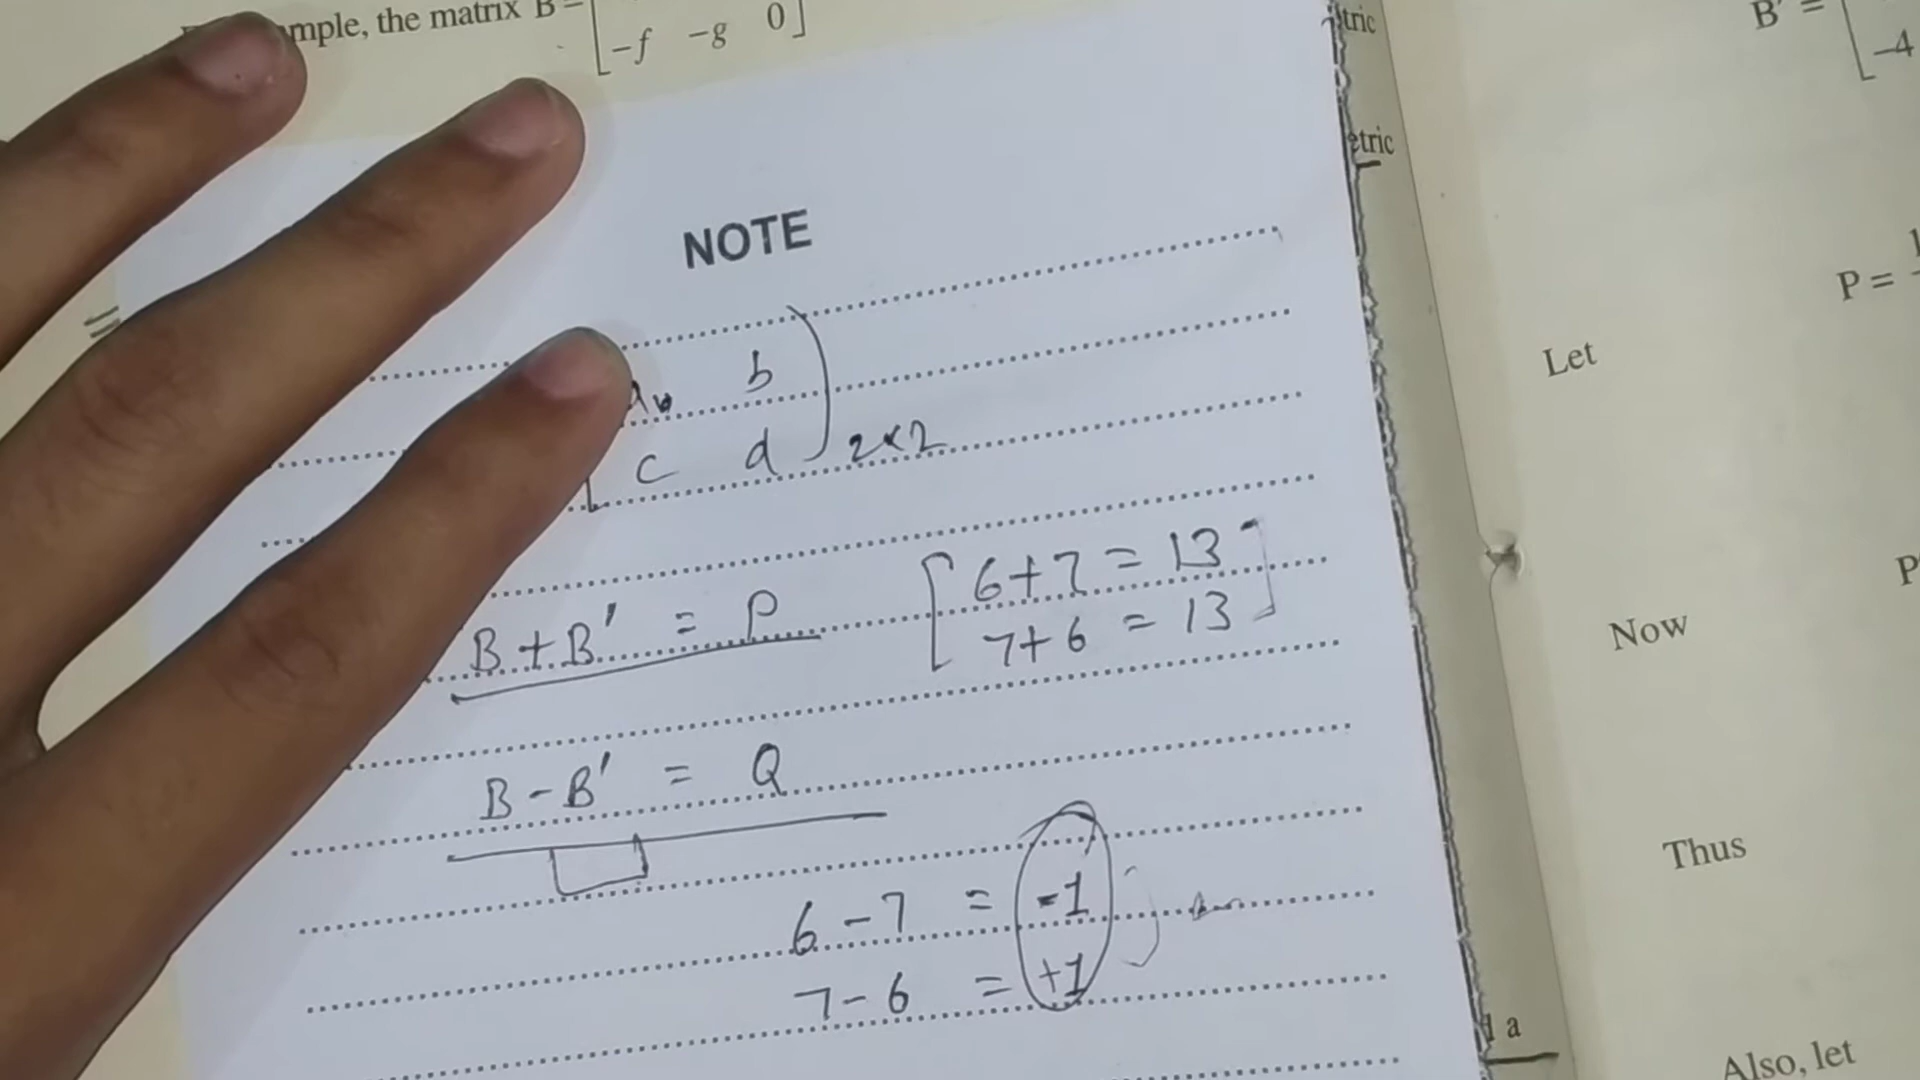 mple, the matrix B =
-f -g 0
tric
etric
NOTE
b
c d 2×2
B + B' = P
6+7 = 13
7+6 = 13
B - B' = Q
6 - 7 = -1
7 - 6 = +1
B' =
-4
P =
Let
Now
P
Thus
a
Also, let